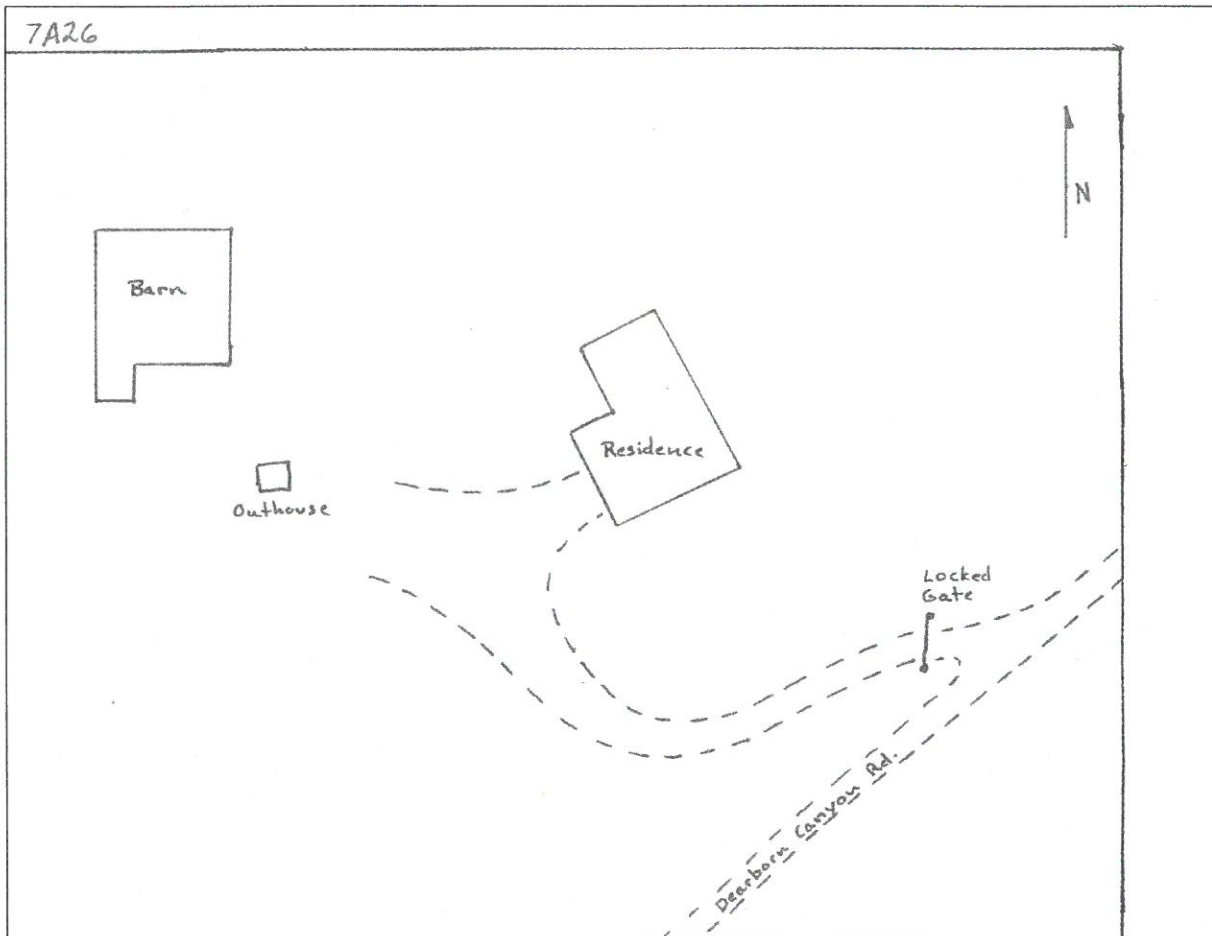 7A26
N
Barn
Residence
Outhouse
Locked
Gate
Dearborn Canyon Rd.